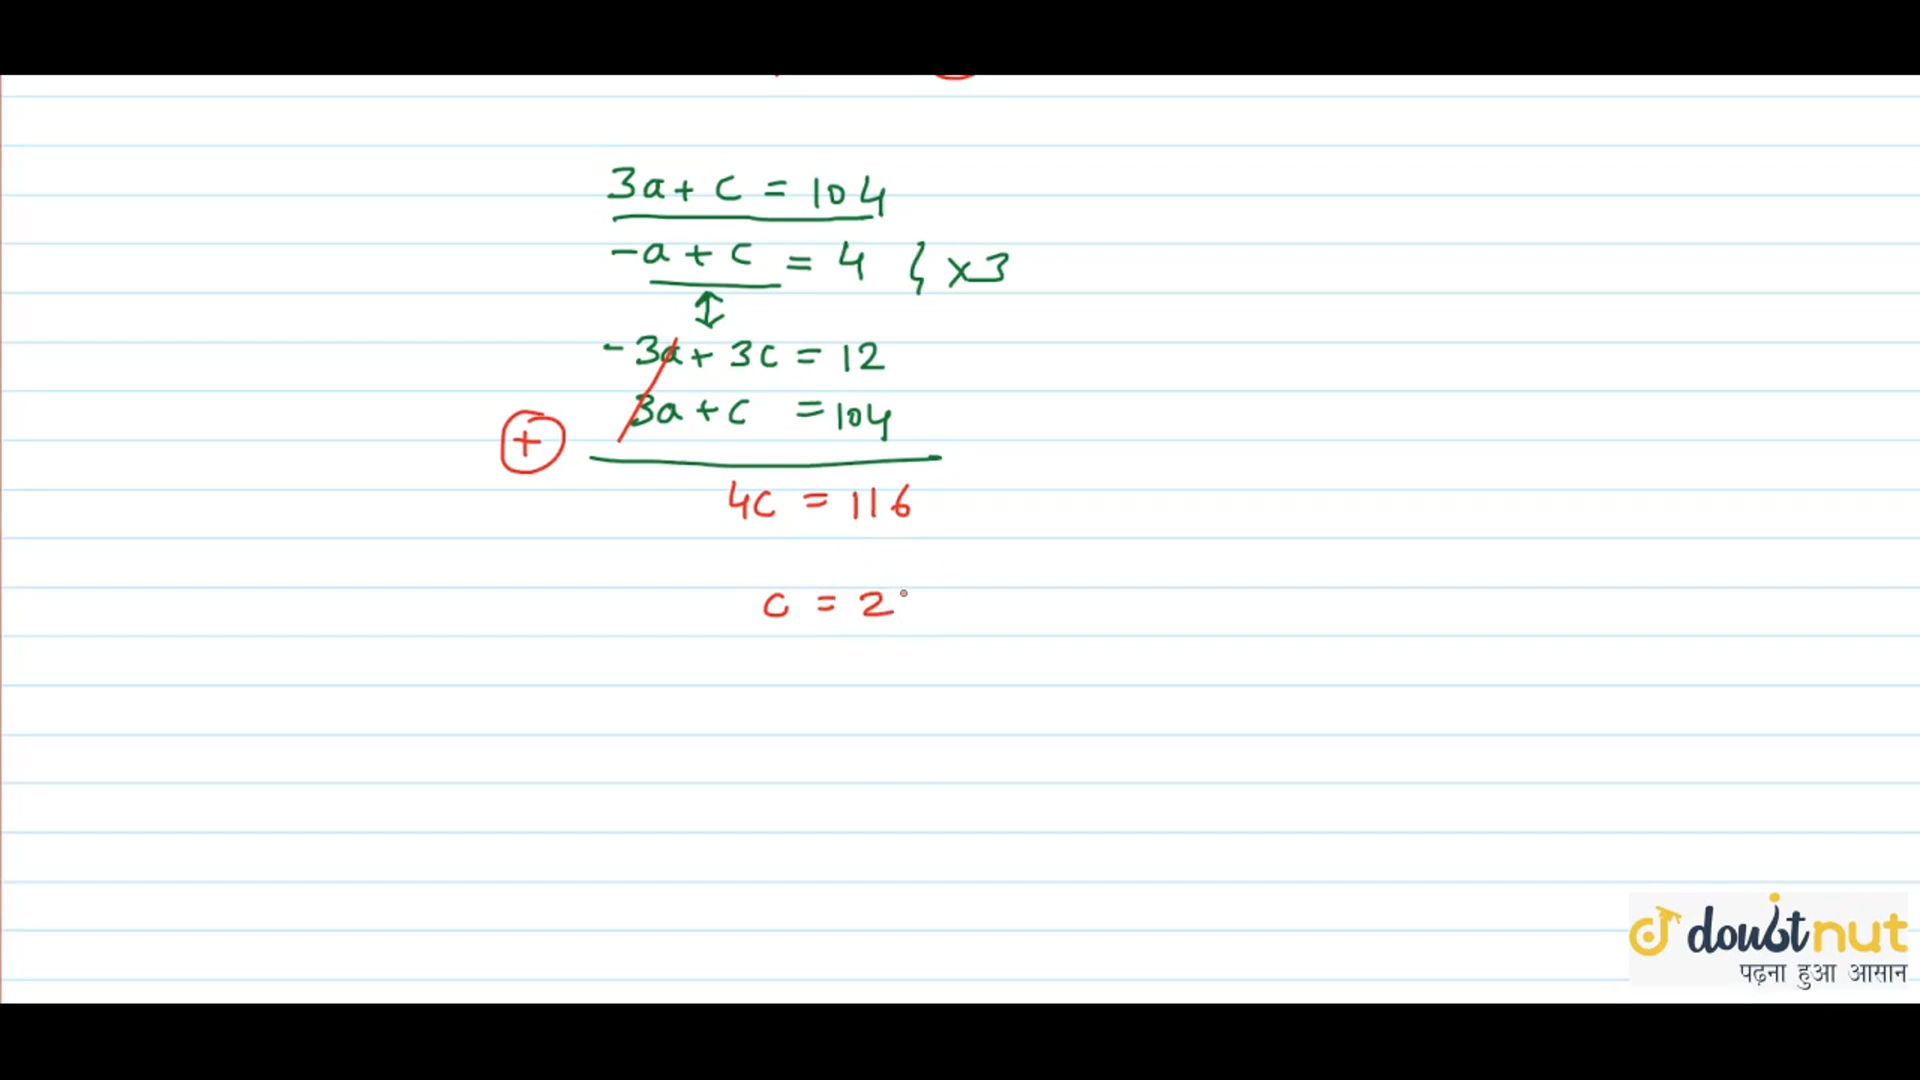 3a + c = 104
-a + c = 4 } x3
-3a + 3c = 12
3a + c = 104
+
4c = 116
c = 2
doubtnut
पढ़ना हुआ आसान